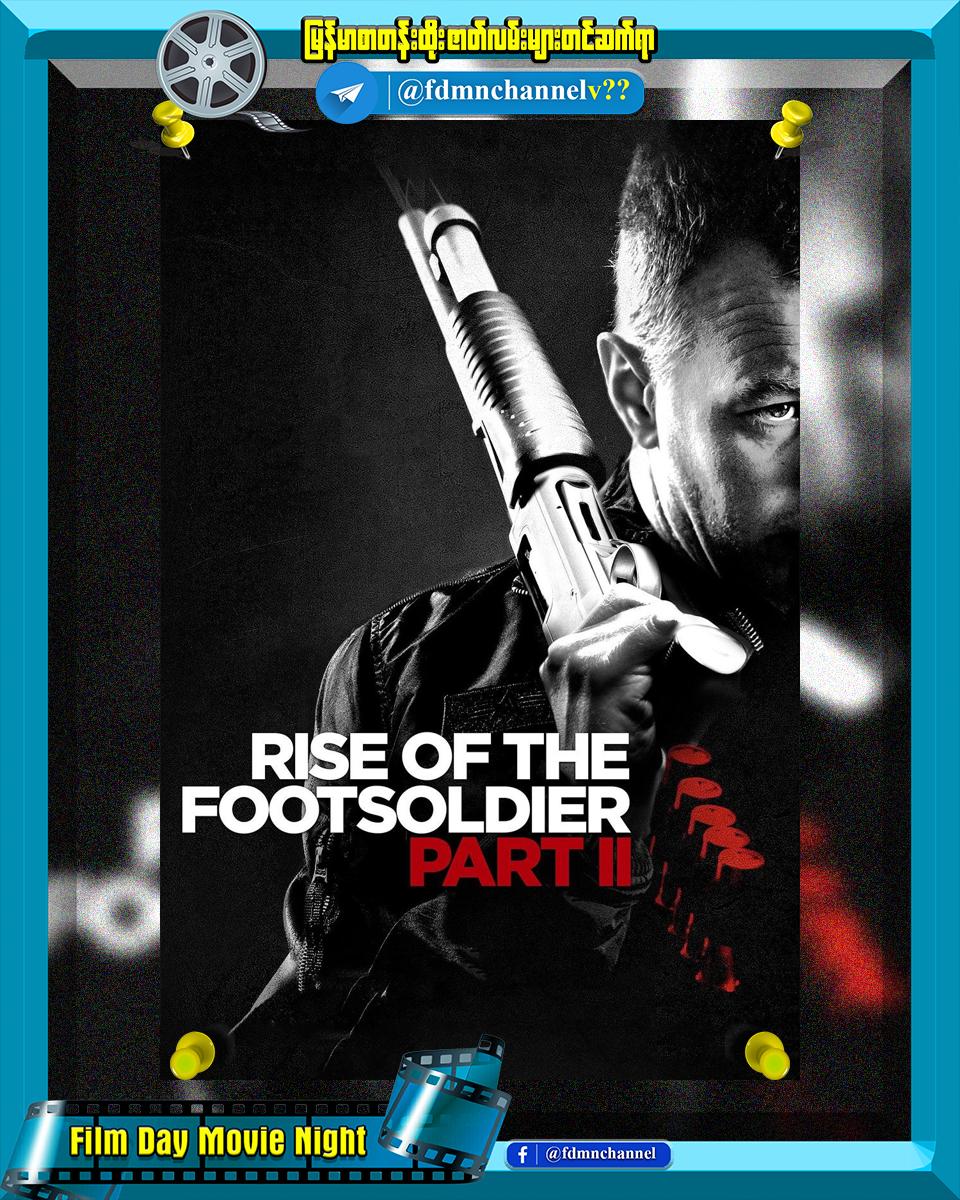 မြန်မာစာတန်းထိုးဇာတ်လမ်းများတင်ဆက်ရာ
@fdmnchannelv??
RISE OF THE
FOOTSOLDIER
PART II
Film Day Movie Night
@fdmnchannel